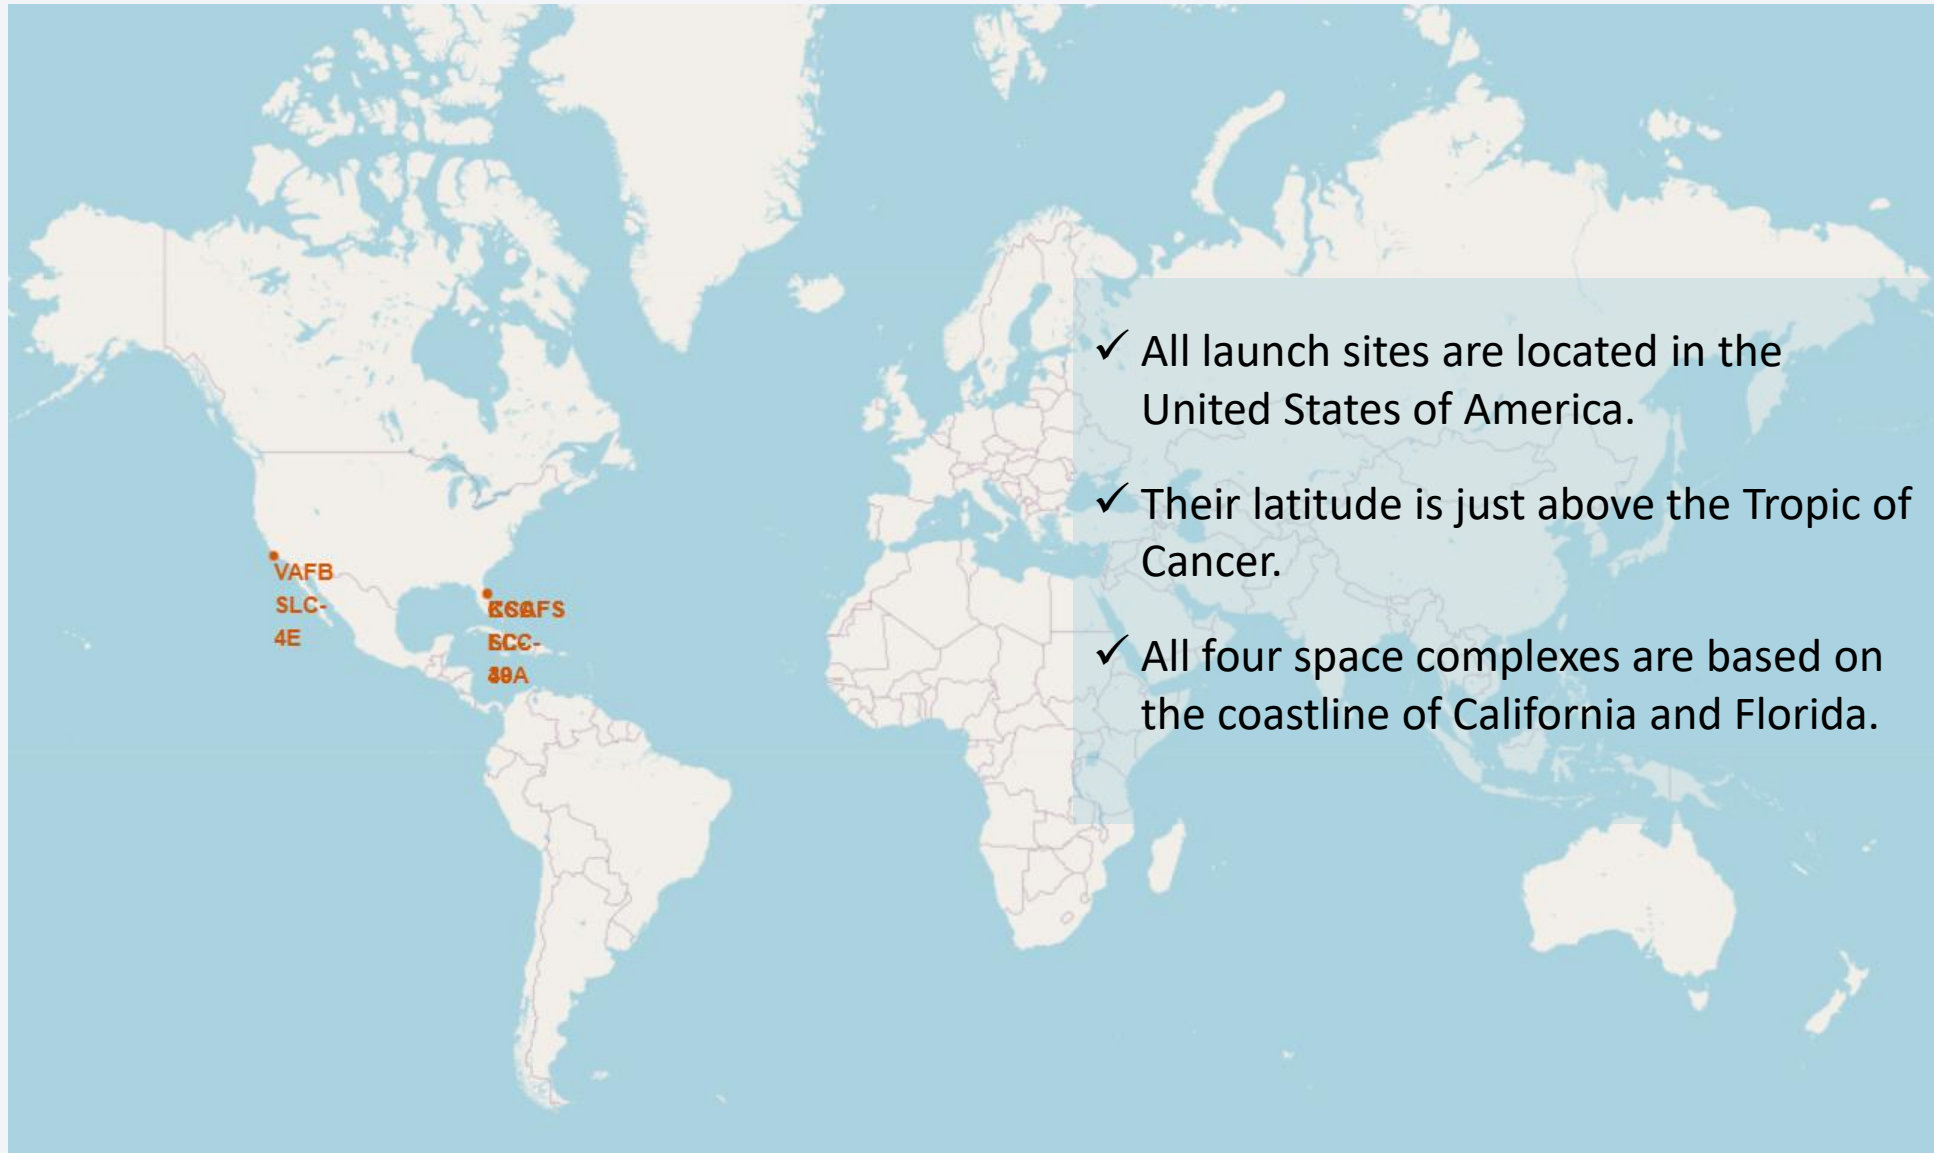 ✓ All launch sites are located in the
United States of America.
✓ Their latitude is just above the Tropic of
Cancer.
✓ All four space complexes are based on
the coastline of California and Florida.
VAFB
SLC-
4E